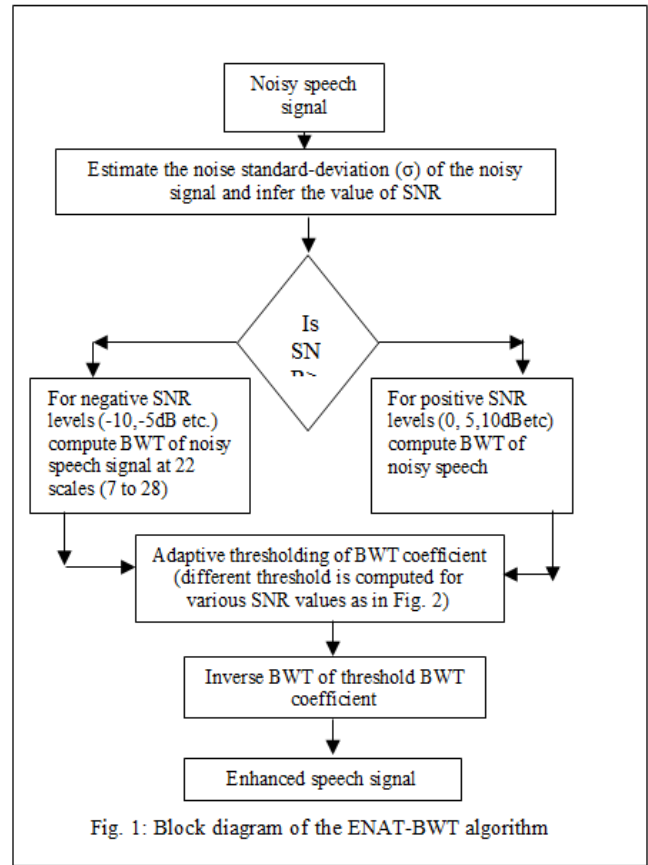 Noisy speech
signal
Estimate the noise standard-deviation (σ) of the noisy
signal and infer the value of SNR
Is
SN
For negative SNR
levels (-10,-5dB etc.)
compute BWT of noisy
speech signal at 22
scales (7 to 28)
For positive SNR
levels (0, 5,10dBetc)
compute BWT of
noisy speech
Adaptive thresholding of BWT coefficient
(different threshold is computed for
various SNR values as in Fig. 2)
Inverse BWT of threshold BWT
coefficient
Enhanced speech signal
Fig. 1: Block diagram of the ENAT-BWT algorithm